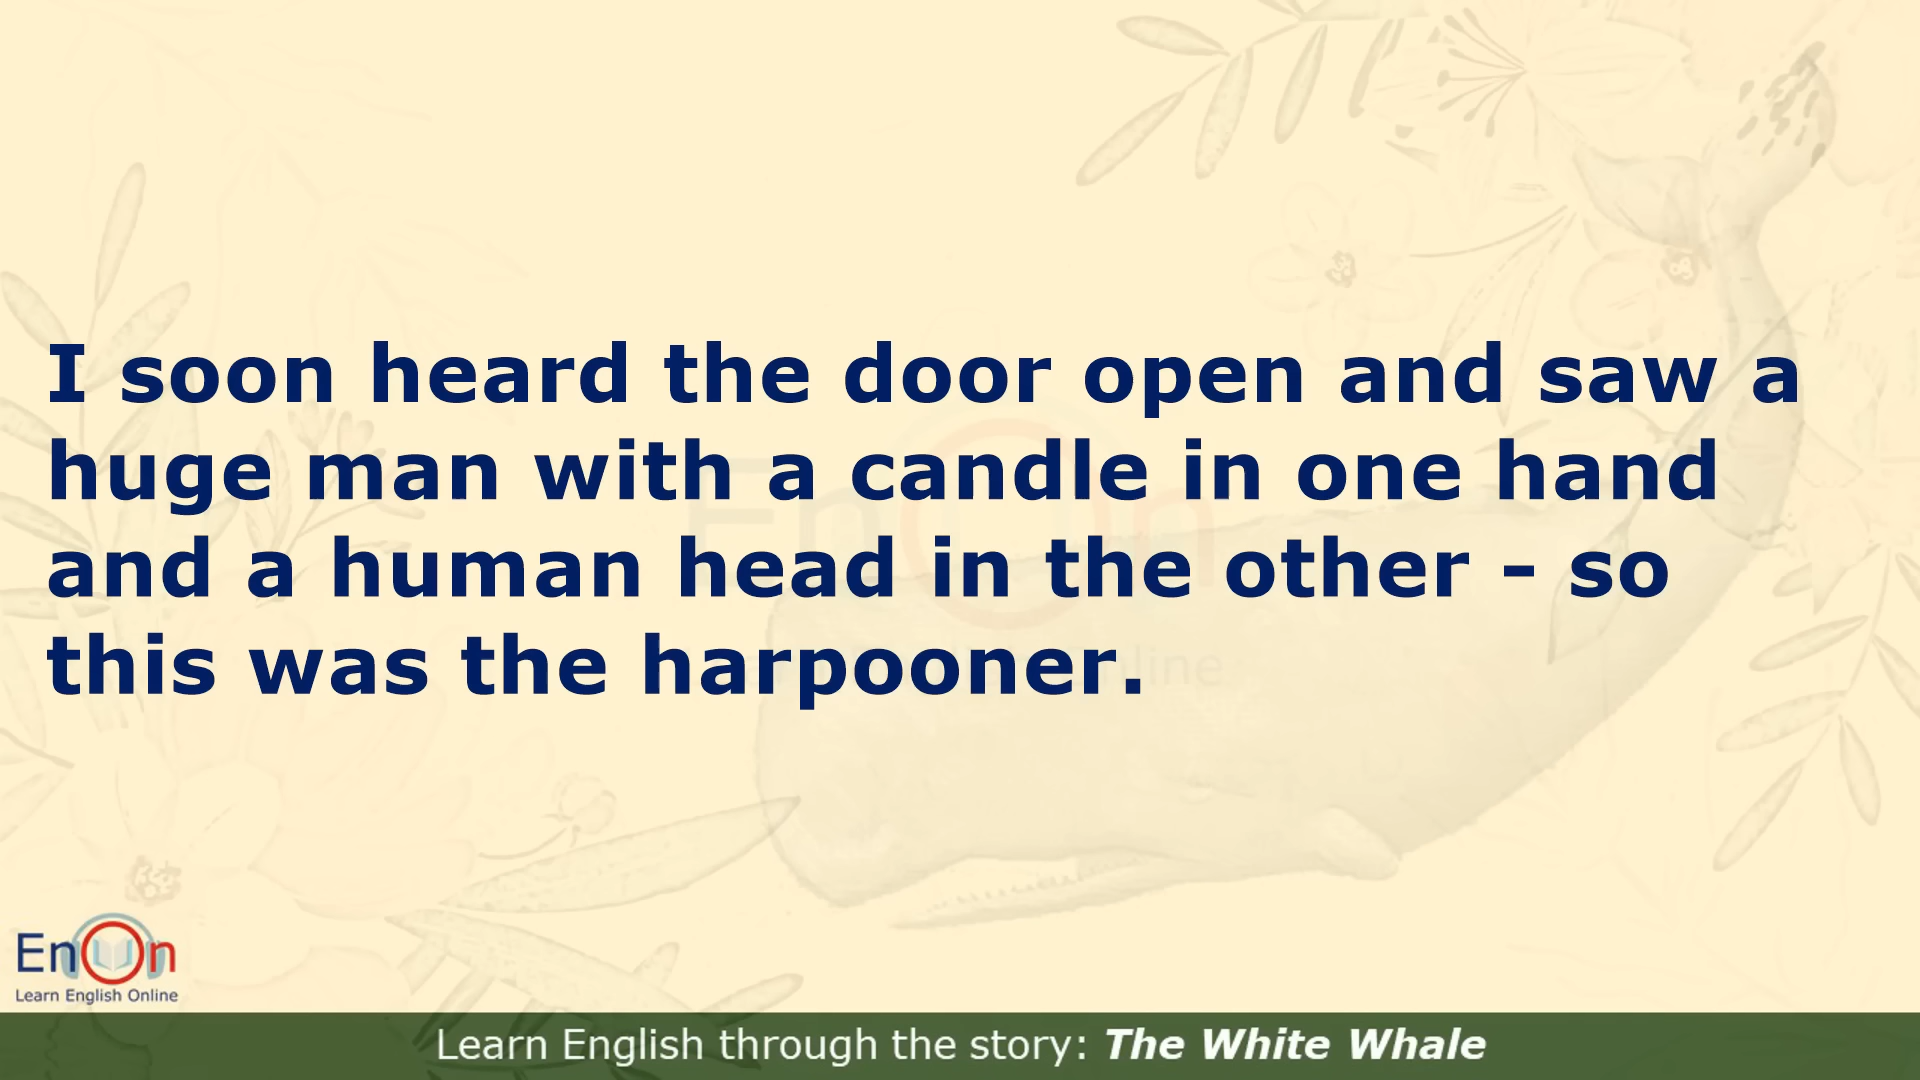 I soon heard the door open and saw a
huge man with a candle in one hand
and a human head in the other - so
this was the harpooner.
EnOn
Learn English Online
Learn English through the story: The White Whale